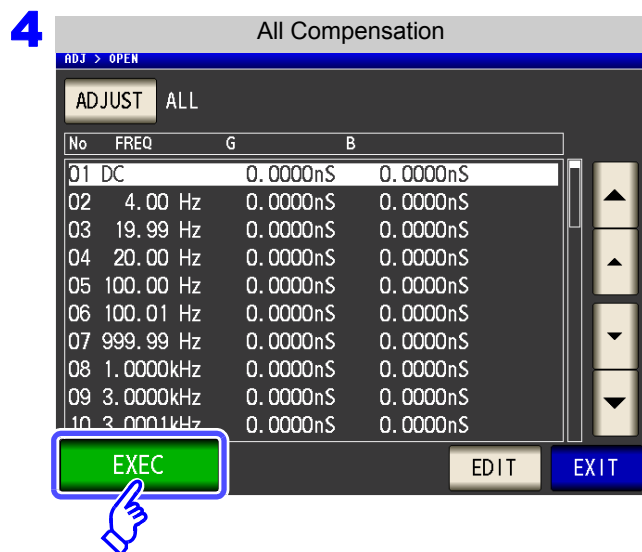 4
All Compensation
ADJ > OPEN
ADJUST ALL
No FREQ G B
01 DC 0.0000nS 0.0000nS
02 4.00 Hz 0.0000nS 0.0000nS
03 19.99 Hz 0.0000nS 0.0000nS
04 20.00 Hz 0.0000nS 0.0000nS
05 100.00 Hz 0.0000nS 0.0000nS
06 100.01 Hz 0.0000nS 0.0000nS
07 999.99 Hz 0.0000nS 0.0000nS
08 1.0000kHz 0.0000nS 0.0000nS
09 3.0000kHz 0.0000nS 0.0000nS
10 3.0001kHz 0.0000nS 0.0000nS
EXEC EDIT EXIT